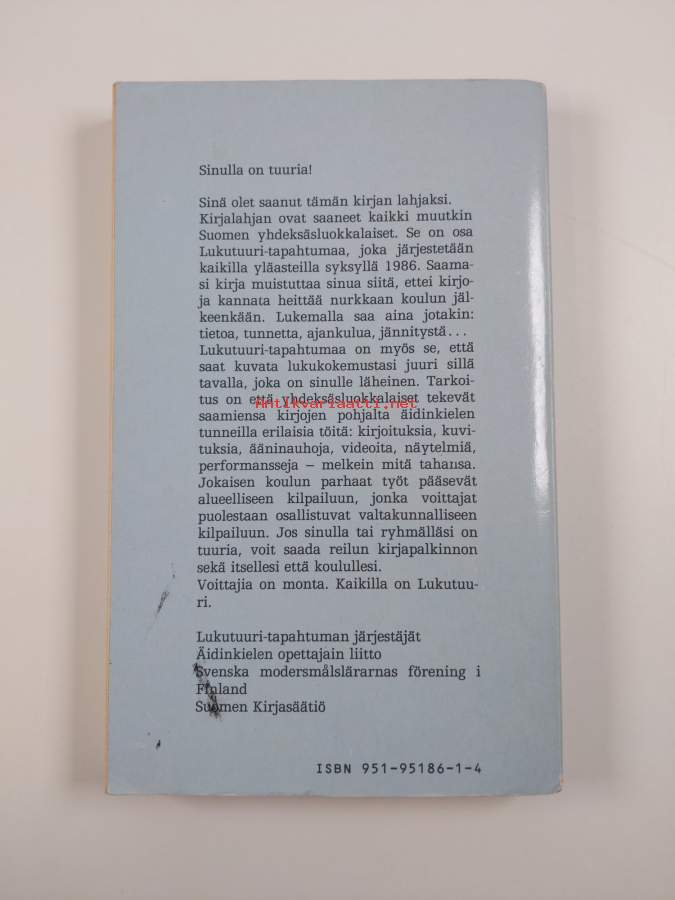 Sinulla on tuuria!
Sinä olet saanut tämän kirjan lahjaksi.
Kirjalahjan ovat saaneet kaikki muutkin
Suomen yhdeksäsluokkalaiset. Se on osa
Lukutuuri-tapahtumaa, joka järjestetään
kaikilla yläasteilla syksyllä 1986. Saama-
si kirja muistuttaa sinua siitä, ettei kirjo-
ja kannata heittää nurkkaan koulun jäl-
keenkään. Lukemalla saa aina jotakin:
tietoa, tunnetta, ajankulua, jännitystä...
Lukutuuri-tapahtumaa on myös se, että
saat kuvata lukukokemustasi juuri sillä
tavalla, joka on sinulle läheinen. Tarkoi-
tus on että yhdeksäsluokkalaiset tekevät
Antikvariaatti.net
saamiensa kirjojen pohjalta äidinkielen
tunneilla erilaisia töitä: kirjoituksia, kuvi-
tuksia, ääninauhoja, videoita, näytelmiä,
performansseja – melkein mitä tahansa.
Jokaisen koulun parhaat työt pääsevät
alueelliseen kilpailuun, jonka voittajat
puolestaan osallistuvat valtakunnalliseen
kilpailuun. Jos sinulla tai ryhmälläsi on
tuuria, voit saada reilun kirjapalkinnon
sekä itsellesi että koulullesi.
Voittajia on monta. Kaikilla on Lukutuu-
ri.
Lukutuuri-tapahtuman järjestäjät
Äidinkielen opettajain liitto
Svenska modersmålslärarnas förening i
Finland
Suomen Kirjasäätiö
ISBN 951-95186-1-4